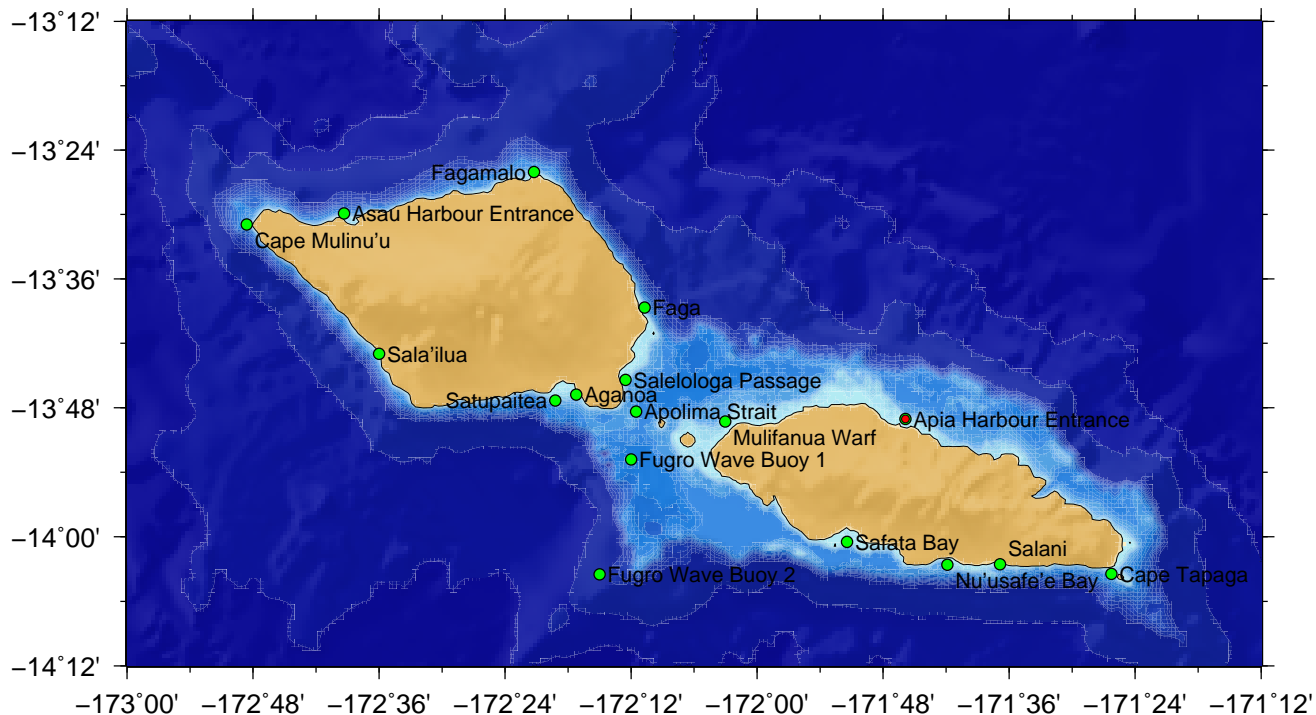 −13˚12'
−13˚24'
−13˚36'
−13˚48'
−14˚00'
−14˚12'
Fagamalo
Asau Harbour Entrance
Cape Mulinu'u
Faga
Sala'ilua
Salelologa Passage
Aganoa
Satupaitea
Apolima Strait
Apia Harbour Entrance
Mulifanua Warf
Fugro Wave Buoy 1
Safata Bay
Salani
Fugro Wave Buoy 2
Nu'usafe'e Bay
Cape Tapaga
−173˚00' −172˚48' −172˚36' −172˚24' −172˚12' −172˚00' −171˚48' −171˚36' −171˚24' −171˚12'